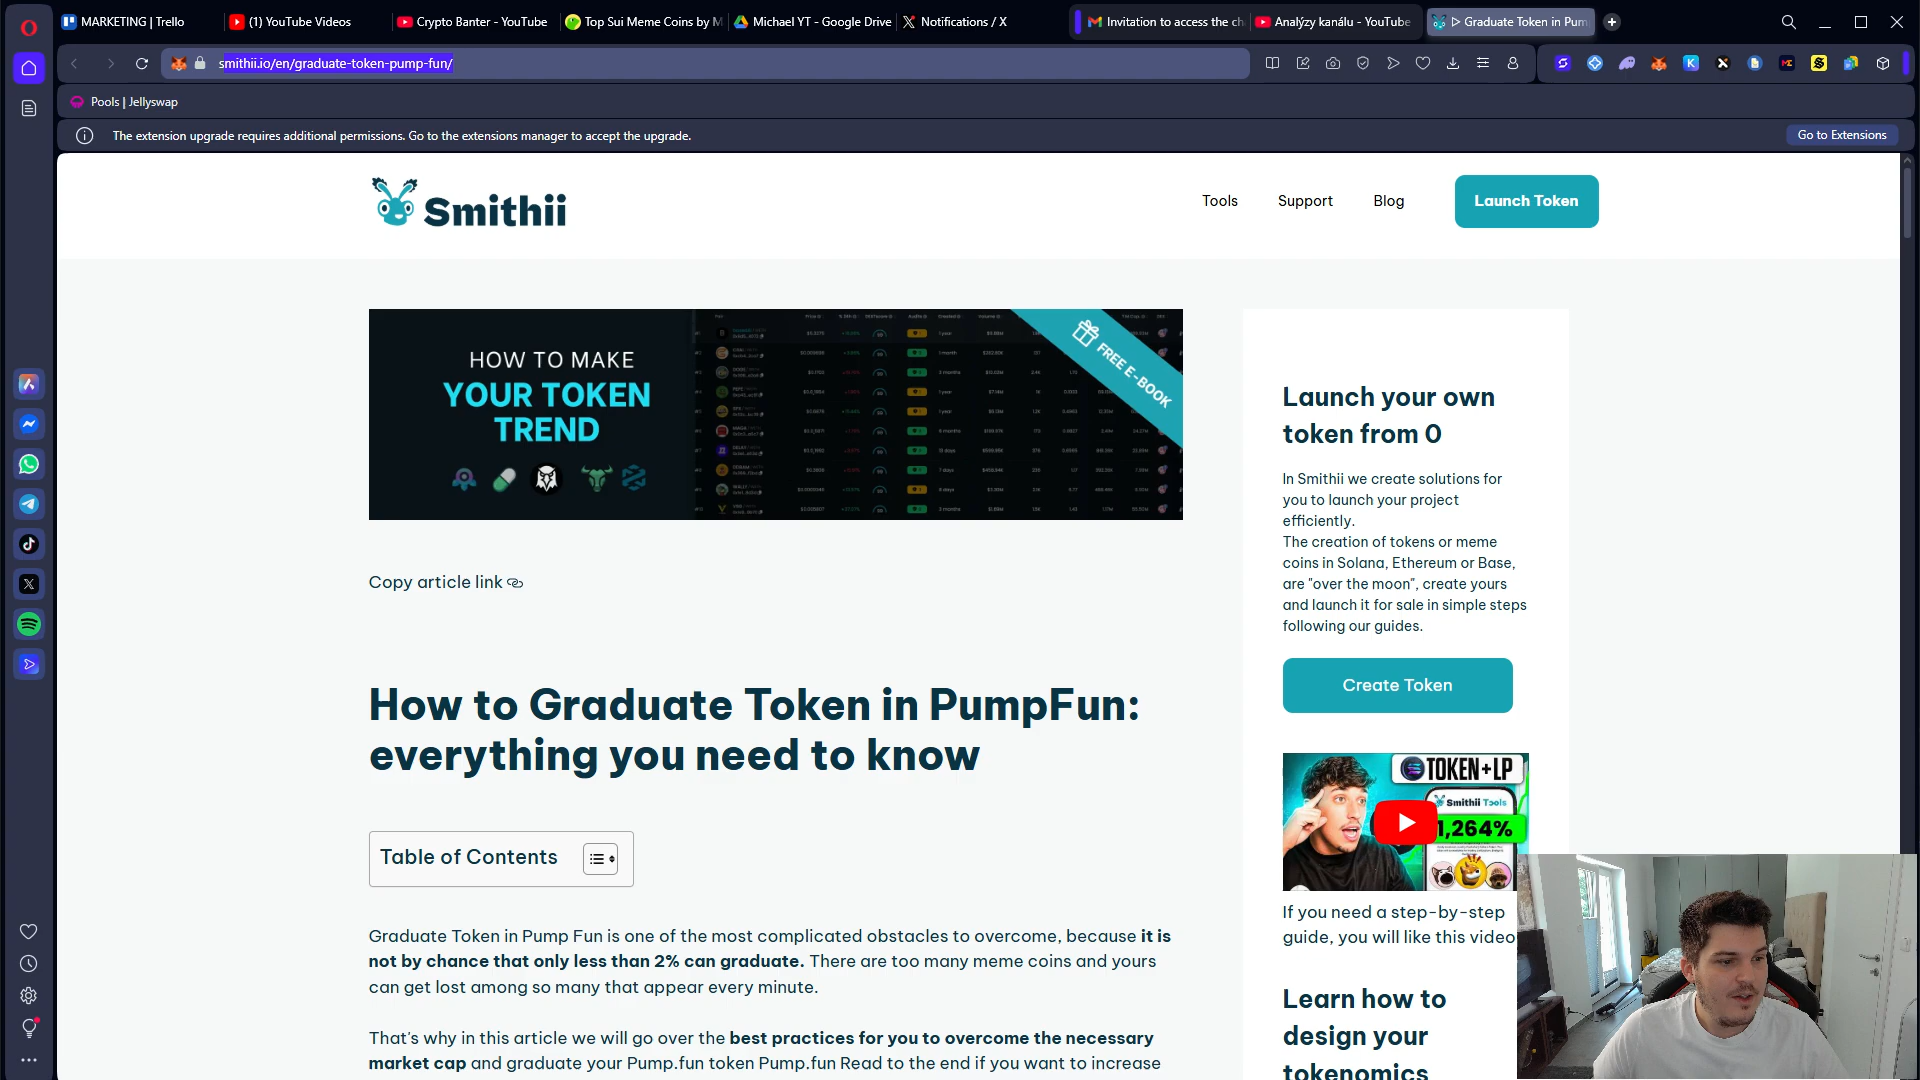 MARKETING | Trello
(1) YouTube Videos
Crypto Banter - YouTube
Top Sui Meme Coins by M
Michael YT - Google Drive
Notifications / X
Invitation to access the ch
Analýzy kanálu - YouTube
Graduate Token in Pum
smithii.io/en/graduate-token-pump-fun/
Pools | Jellyswap
The extension upgrade requires additional permissions. Go to the extensions manager to accept the upgrade.
Go to Extensions
Smithii
Tools
Support
Blog
Launch Token
HOW TO MAKE
YOUR TOKEN
TREND
FREE E-BOOK
Copy article link
How to Graduate Token in PumpFun:
everything you need to know
Table of Contents
Graduate Token in Pump Fun is one of the most complicated obstacles to overcome, because it is
not by chance that only less than 2% can graduate. There are too many meme coins and yours
can get lost among so many that appear every minute.
That's why in this article we will go over the best practices for you to overcome the necessary
market cap and graduate your Pump.fun token Pump.fun Read to the end if you want to increase
Launch your own
token from 0
In Smithii we create solutions for
you to launch your project
efficiently.
The creation of tokens or meme
coins in Solana, Ethereum or Base,
are "over the moon", create yours
and launch it for sale in simple steps
following our guides.
Create Token
TOKEN+LP
Smithii Tools
1,264%
If you need a step-by-step
guide, you will like this video
Learn how to
design your
tokenomics